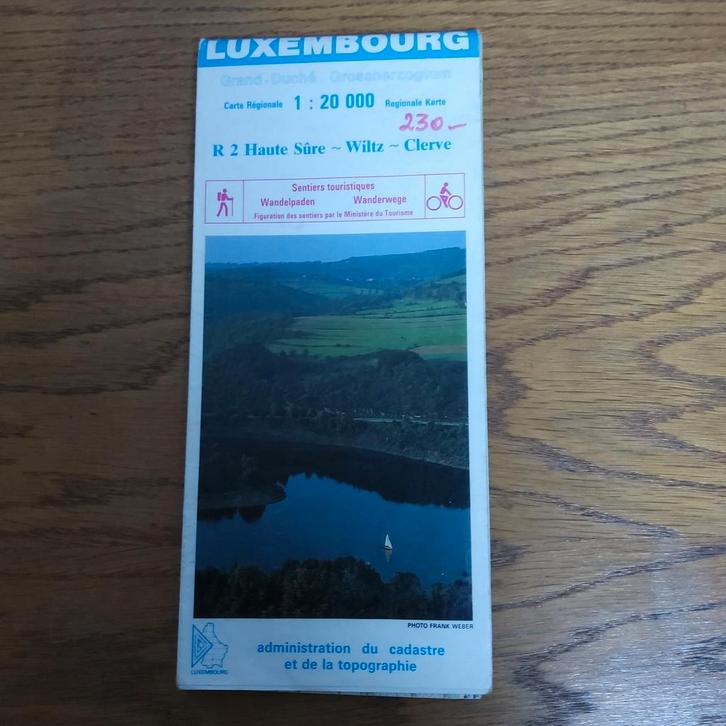 LUXEMBOURG
Grand-Duché Grossherzogtum
Carte Régionale 1 : 20 000 Regionale Karte
230.-
R 2 Haute Sûre ~ Wiltz ~ Clerve
Sentiers touristiques
Wandelpaden Wanderwege
Figuration des sentiers par le Ministère du Tourisme
PHOTO FRANK WEBER
LUXEMBOURG
administration du cadastre
et de la topographie